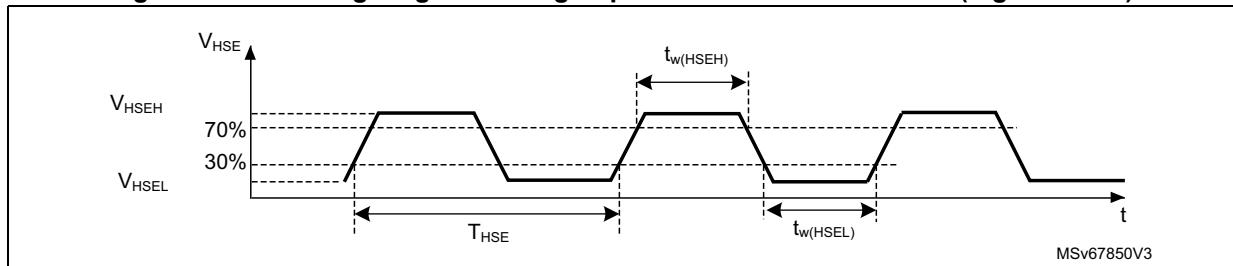 V_HSE
t_w(HSEH)
V_HSEH
70%
30%
V_HSEL
T_HSE
t_w(HSEL)
t
MSv67850V3